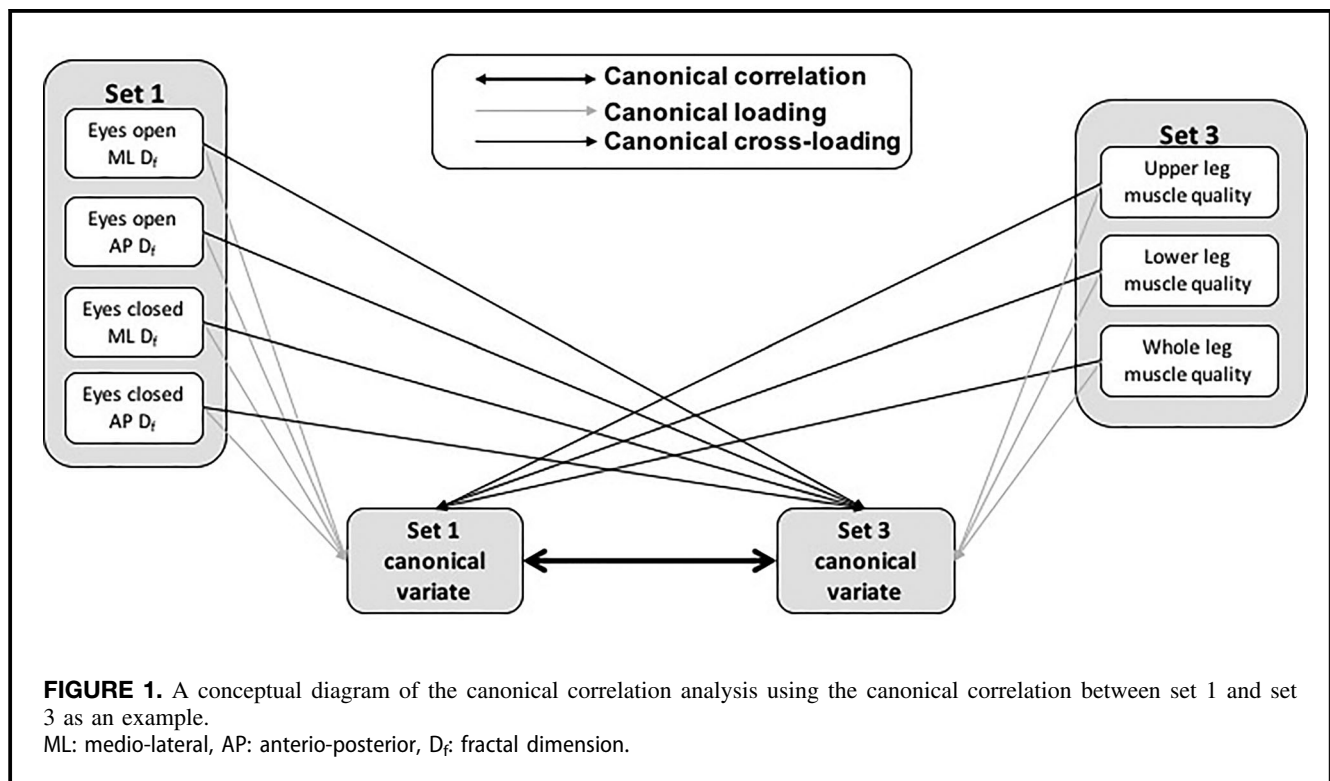 Set 1
Eyes open
ML Df
Eyes open
AP Df
Eyes closed
ML Df
Eyes closed
AP Df
Canonical correlation
Canonical loading
Canonical cross-loading
Set 3
Upper leg
muscle quality
Lower leg
muscle quality
Whole leg
muscle quality
Set 1
canonical
variate
Set 3
canonical
variate
FIGURE 1. A conceptual diagram of the canonical correlation analysis using the canonical correlation between set 1 and set
3 as an example.
ML: medio-lateral, AP: anterio-posterior, Df: fractal dimension.